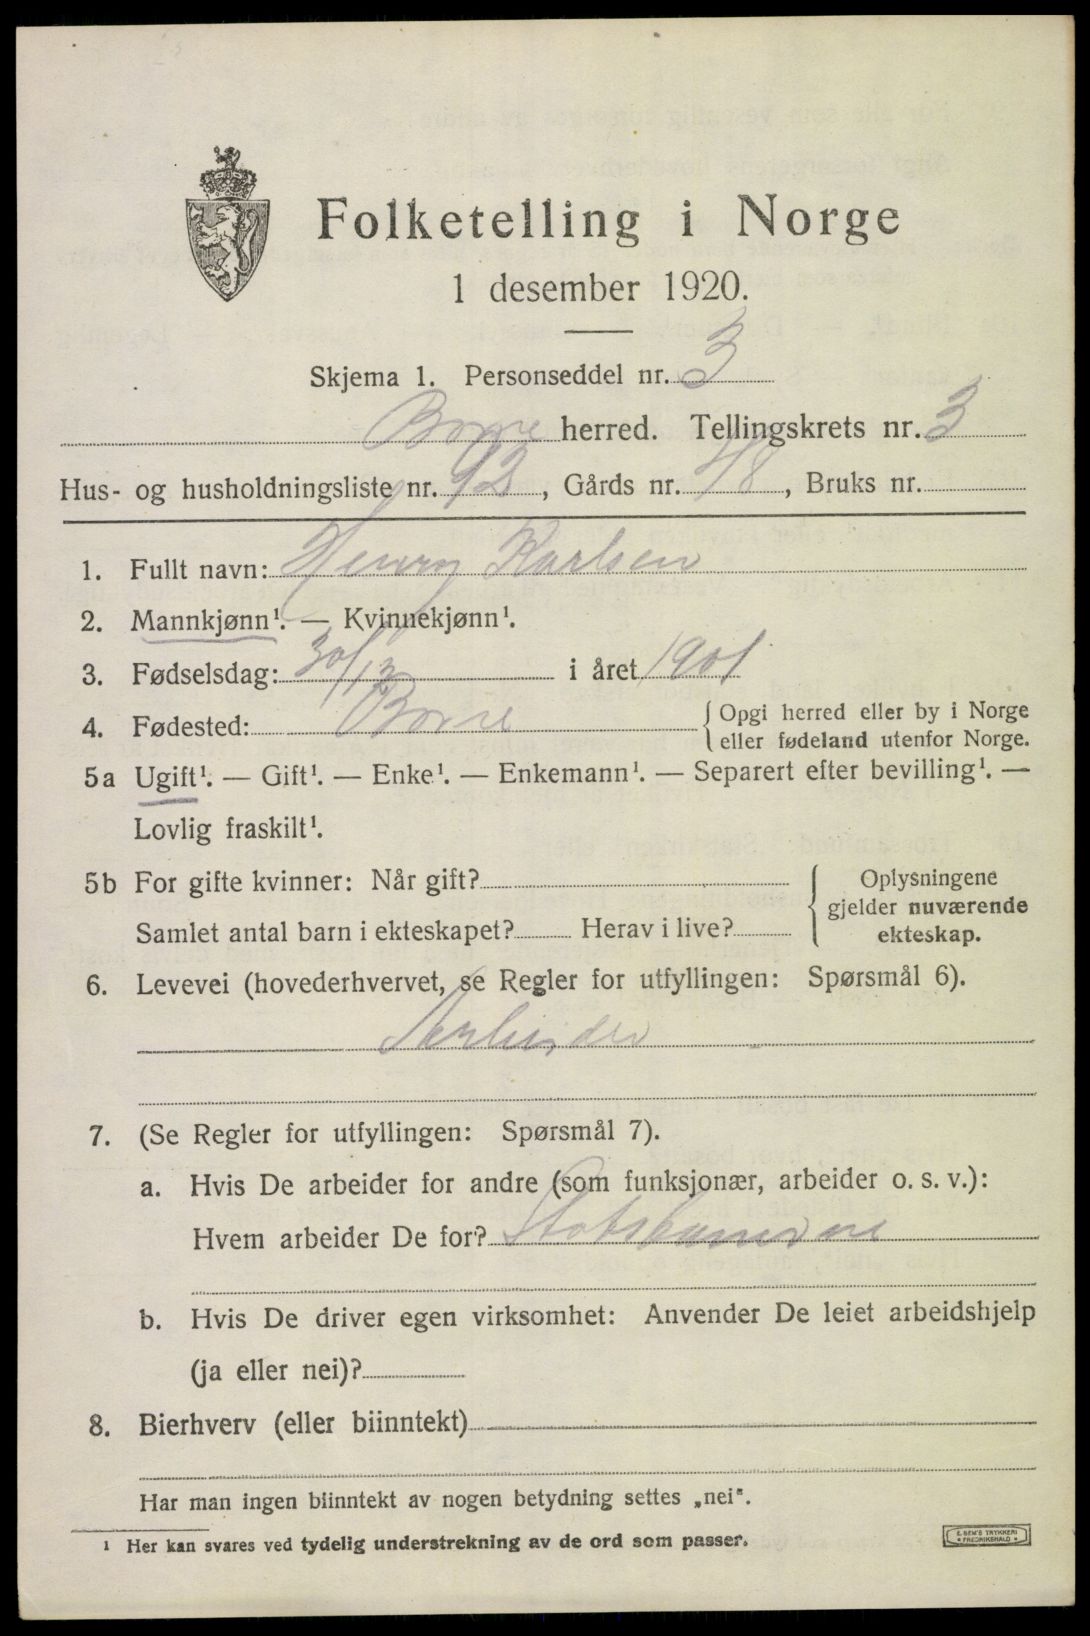 Folketelling i Norge
1 desember 1920.
Skjema 1. Personseddel nr. 3
Borre herred. Tellingskrets nr. 3
Hus- og husholdningsliste nr. 92, Gårds nr. 48, Bruks nr.
1. Fullt navn: Henry Karlsen
2. Mannkjønn¹. — Kvinnekjønn¹.
3. Fødselsdag: 30/12 i året 1901
4. Fødested: Borre { Opgi herred eller by i Norge
eller fødeland utenfor Norge.
5a Ugift¹. — Gift¹. — Enke¹. — Enkemann¹. — Separert efter bevilling¹. —
Lovlig fraskilt¹.
5b For gifte kvinner: Når gift? { Oplysningene
gjelder nuværende
ekteskap.
Samlet antal barn i ekteskapet? Herav i live?
6. Levevei (hovederhvervet, se Regler for utfyllingen: Spørsmål 6).
Arbeider
7. (Se Regler for utfyllingen: Spørsmål 7).
a. Hvis De arbeider for andre (som funksjonær, arbeider o. s. v.):
Hvem arbeider De for? Statsbanerne
b. Hvis De driver egen virksomhet: Anvender De leiet arbeidshjelp
(ja eller nei)?
8. Bierhverv (eller biinntekt)
Har man ingen biinntekt av nogen betydning settes „nei".
¹ Her kan svares ved tydelig understrekning av de ord som passer.
E. SEM'S TRYKKERI
FREDRIKSHALD